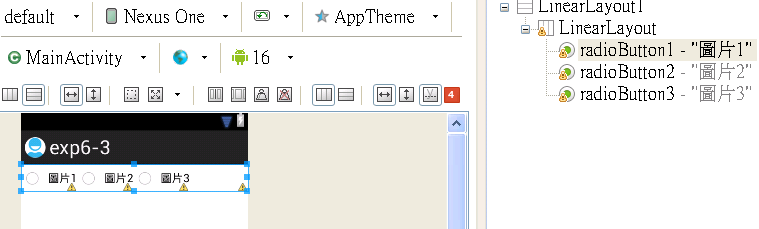 default Nexus One AppTheme
MainActivity 16
4
exp6-3
圖片1 圖片2 圖片3
LinearLayout1
LinearLayout
radioButton1 - "圖片1"
radioButton2 - "圖片2"
radioButton3 - "圖片3"